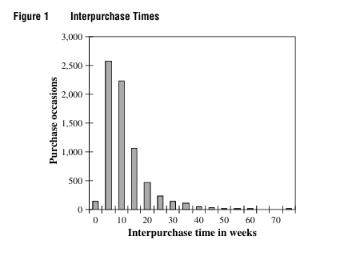 Figure 1 Interpurchase Times
3,000
2,500
2,000
1,500
1,000
500
0
Purchase occasions
0 10 20 30 40 50 60 70
Interpurchase time in weeks